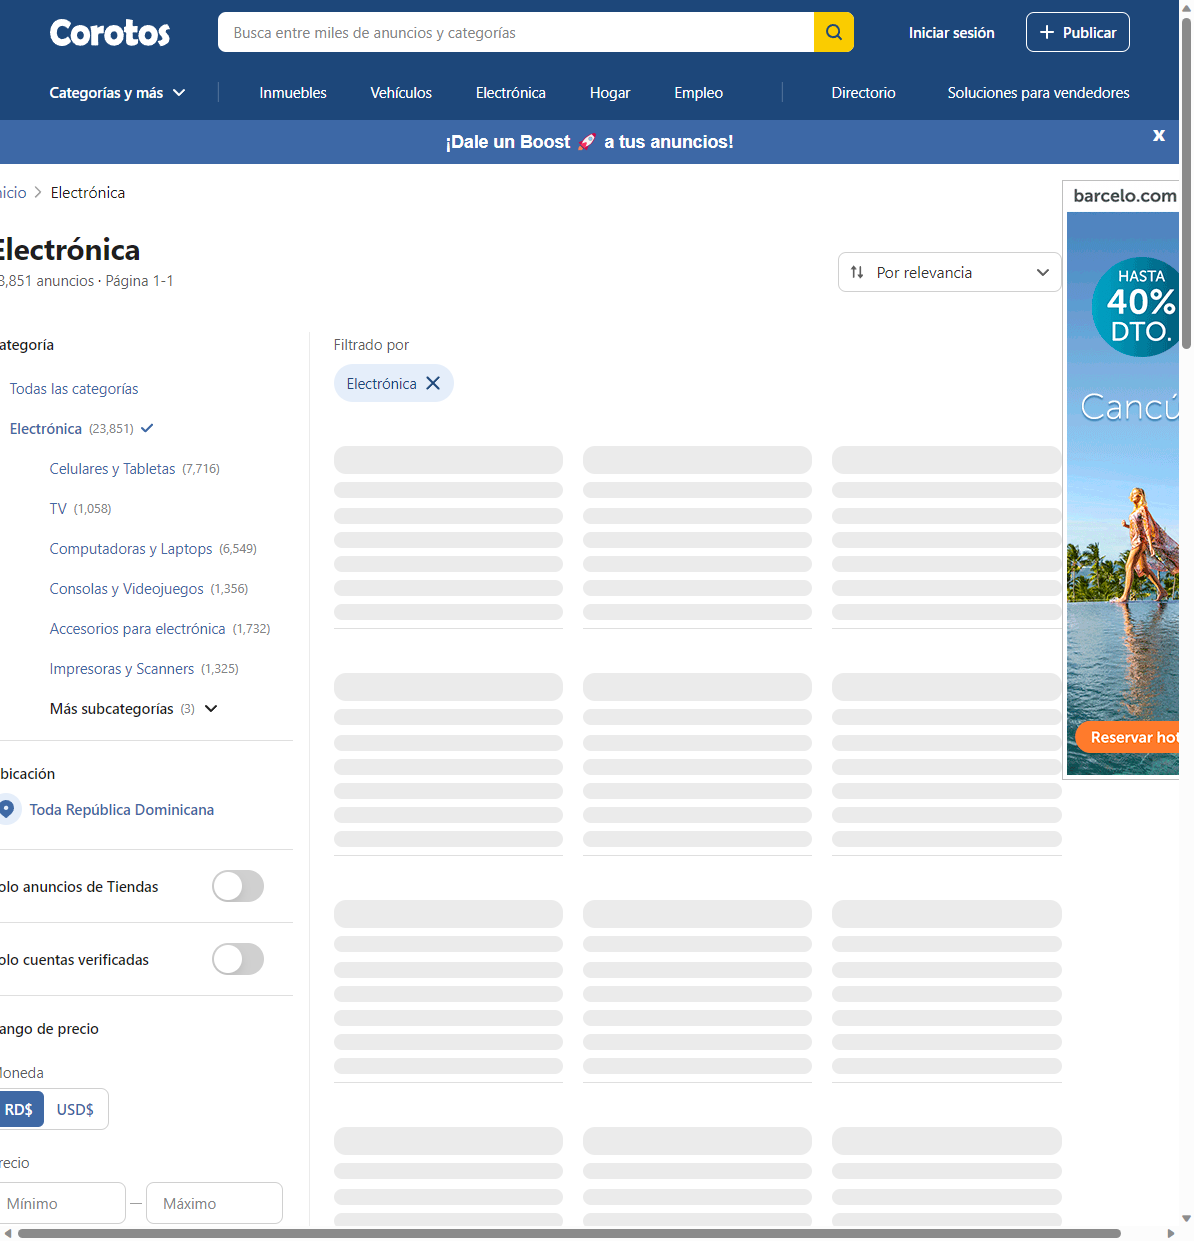 Corotos
Busca entre miles de anuncios y categorías
Iniciar sesión
Publicar
Categorías y más
Inmuebles
Vehículos
Electrónica
Hogar
Empleo
Directorio
Soluciones para vendedores
¡Dale un Boost 🚀 a tus anuncios!
x
nicio > Electrónica
Electrónica
3,851 anuncios · Página 1-1
Por relevancia
barcelo.com
HASTA
40%
DTO.
Cancú
Reservar hot
ategoría
Todas las categorías
Electrónica (23,851)
Celulares y Tabletas (7,716)
TV (1,058)
Computadoras y Laptops (6,549)
Consolas y Videojuegos (1,356)
Accesorios para electrónica (1,732)
Impresoras y Scanners (1,325)
Más subcategorías (3)
Filtrado por
Electrónica
bicación
Toda República Dominicana
olo anuncios de Tiendas
olo cuentas verificadas
ango de precio
Moneda
RD$ USD$
recio
Mínimo — Máximo